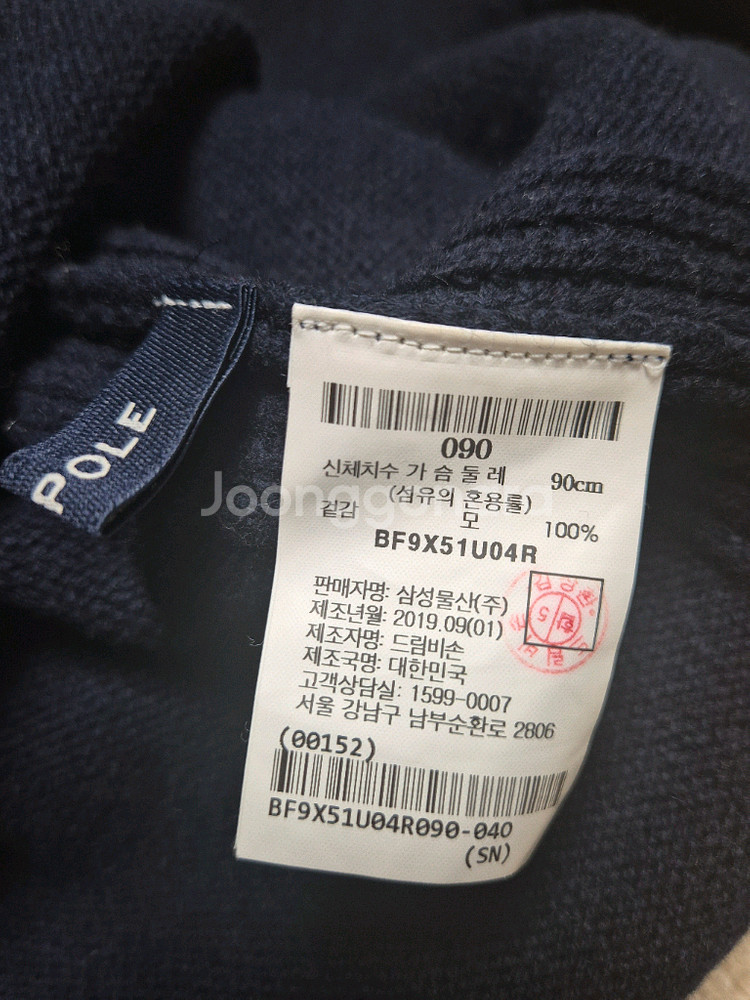 POLE
090
신체치수 가 슴 둘 레 90cm
(섬유의 혼용률)
겉감 모 100%
BF9X51U04R
판매자명: 삼성물산(주)
제조년월: 2019.09(01)
제조자명: 드림비손
제조국명: 대한민국
고객상담실: 1599-0007
서울 강남구 남부순환로 2806
(00152)
BF9X51U04R090-040
(SN)